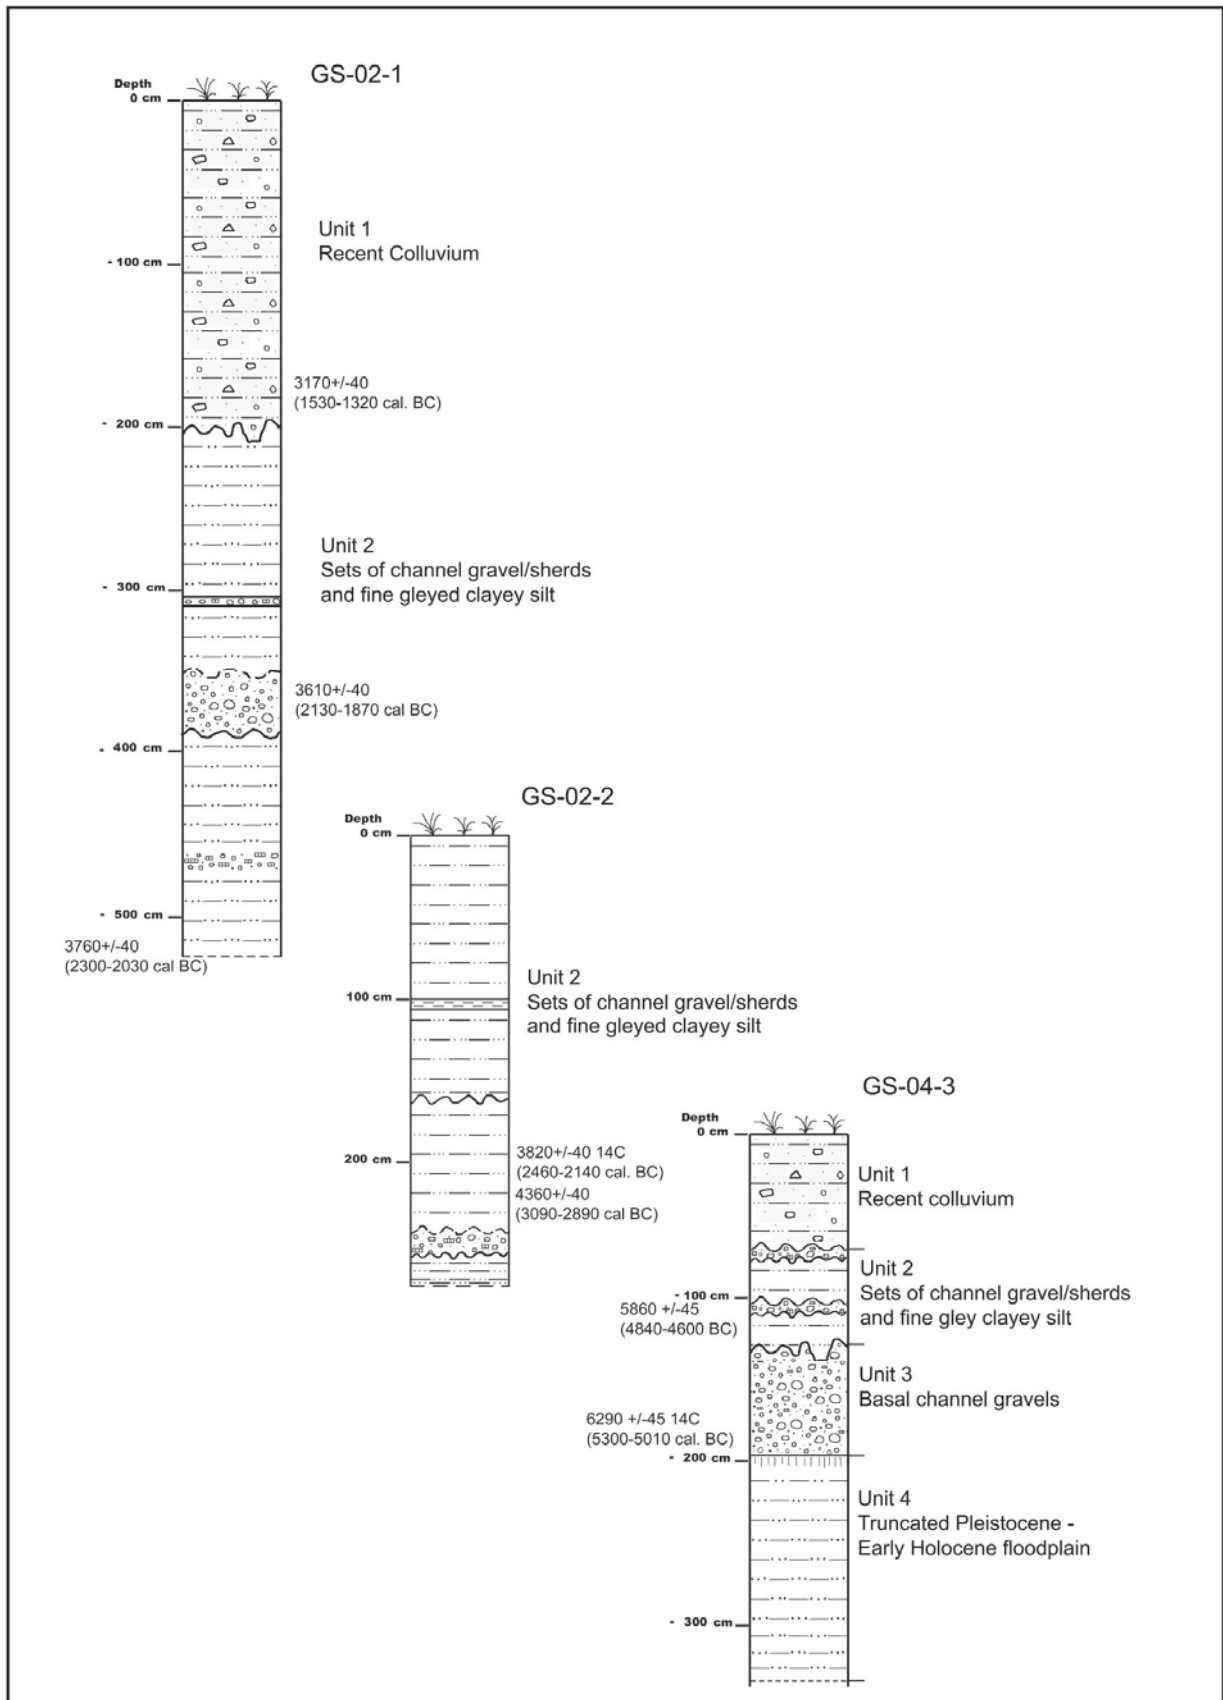 GS-02-1
Depth
0 cm
Unit 1
Recent Colluvium
- 100 cm
3170+/-40
(1530-1320 cal. BC)
- 200 cm
Unit 2
Sets of channel gravel/sherds
and fine gleyed clayey silt
- 300 cm
3610+/-40
(2130-1870 cal BC)
- 400 cm
- 500 cm
3760+/-40
(2300-2030 cal BC)
GS-02-2
Depth
0 cm
Unit 2
Sets of channel gravel/sherds
and fine gleyed clayey silt
100 cm
200 cm
3820+/-40 14C
(2460-2140 cal. BC)
4360+/-40
(3090-2890 cal BC)
GS-04-3
Depth
0 cm
Unit 1
Recent colluvium
Unit 2
Sets of channel gravel/sherds
and fine gley clayey silt
- 100 cm
5860 +/-45
(4840-4600 BC)
Unit 3
Basal channel gravels
6290 +/-45 14C
(5300-5010 cal. BC)
- 200 cm
Unit 4
Truncated Pleistocene -
Early Holocene floodplain
- 300 cm